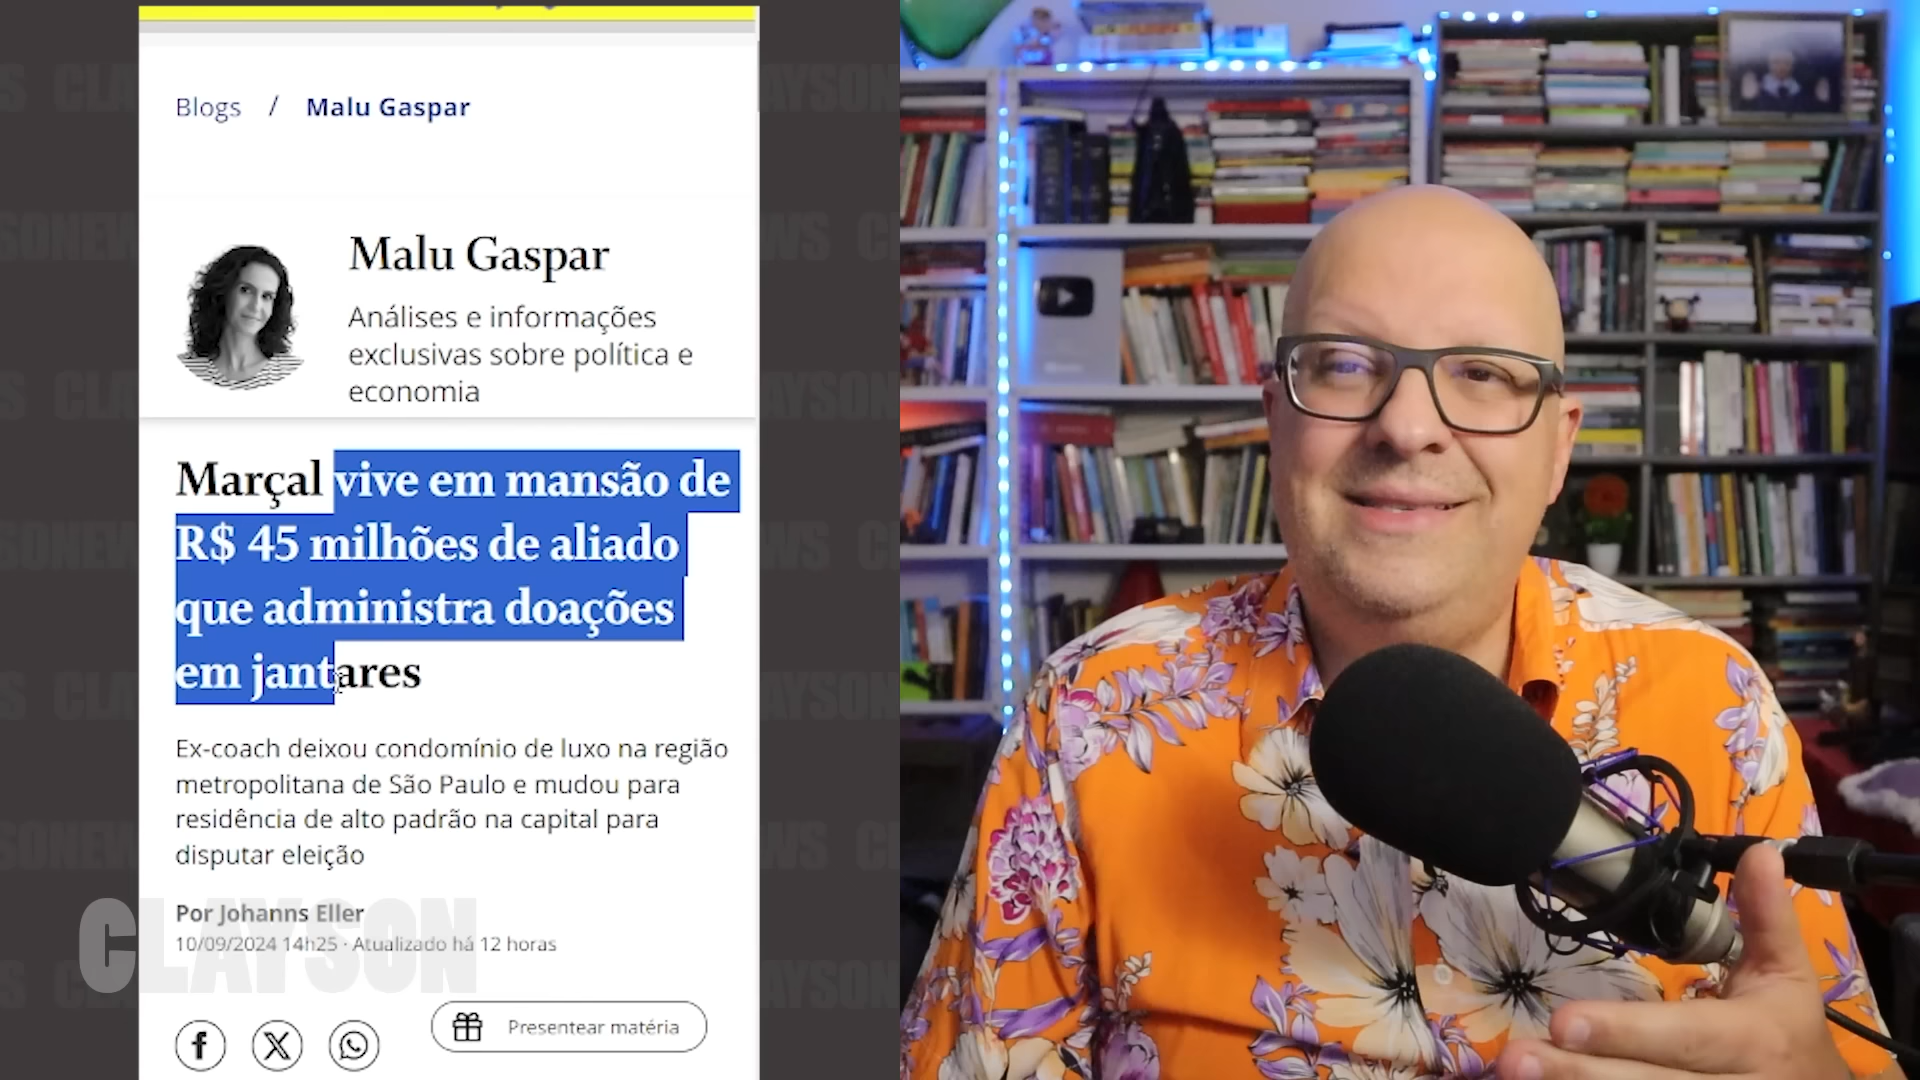 Blogs / Malu Gaspar
Malu Gaspar
Análises e informações
exclusivas sobre política e
economia
Marçal vive em mansão de
R$ 45 milhões de aliado
que administra doações
em jantares
Ex-coach deixou condomínio de luxo na região
metropolitana de São Paulo e mudou para
residência de alto padrão na capital para
disputar eleição
Por Johanns Eller
10/09/2024 14h25 · Atualizado há 12 horas
CLAYSON
Presentear matéria